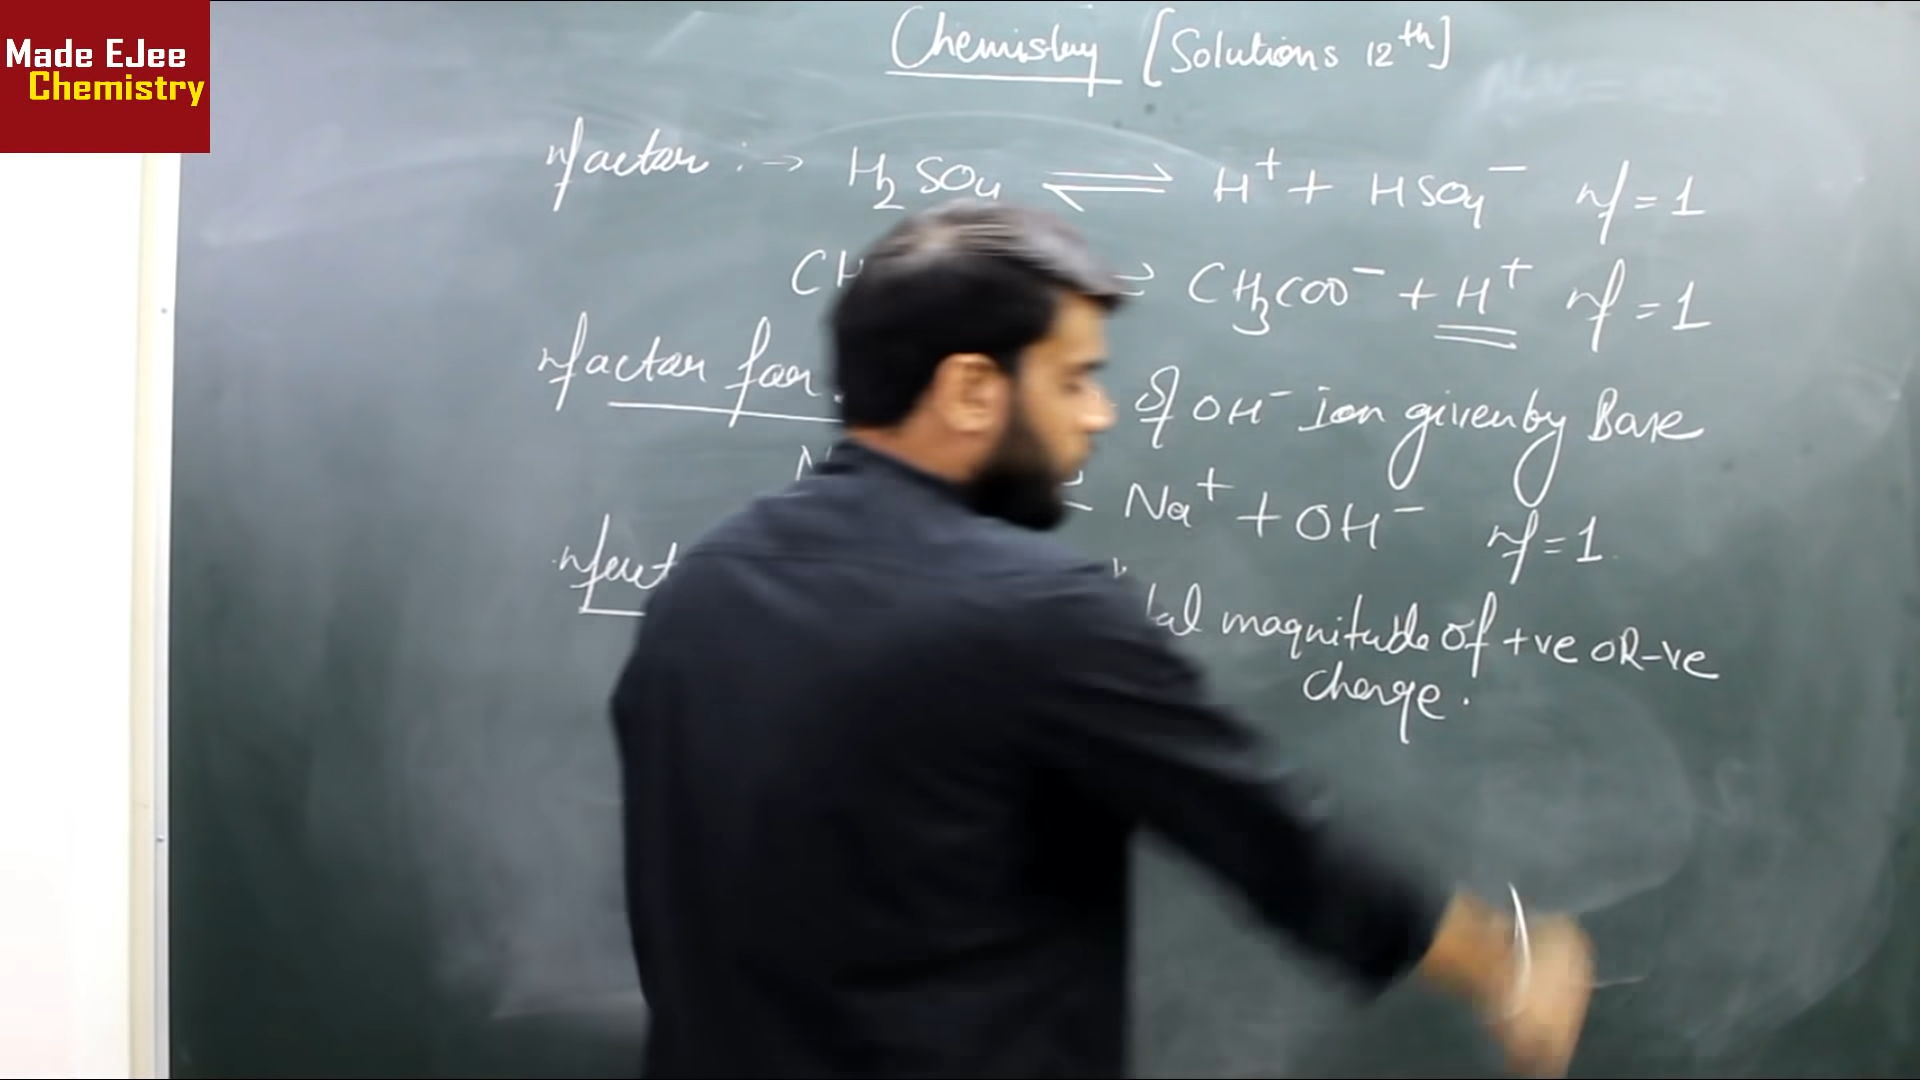 Made EJee
Chemistry
Chemistry [Solutions 12th]
nfactor :→ H2SO4 ⇌ H+ + HSO4− nf=1
CH ⇌ CH3COO− + H+ nf=1
nfactor for of OH− Ion given by Base
N Na+ + OH− nf=1
magnitude of +ve OR -ve
charge.